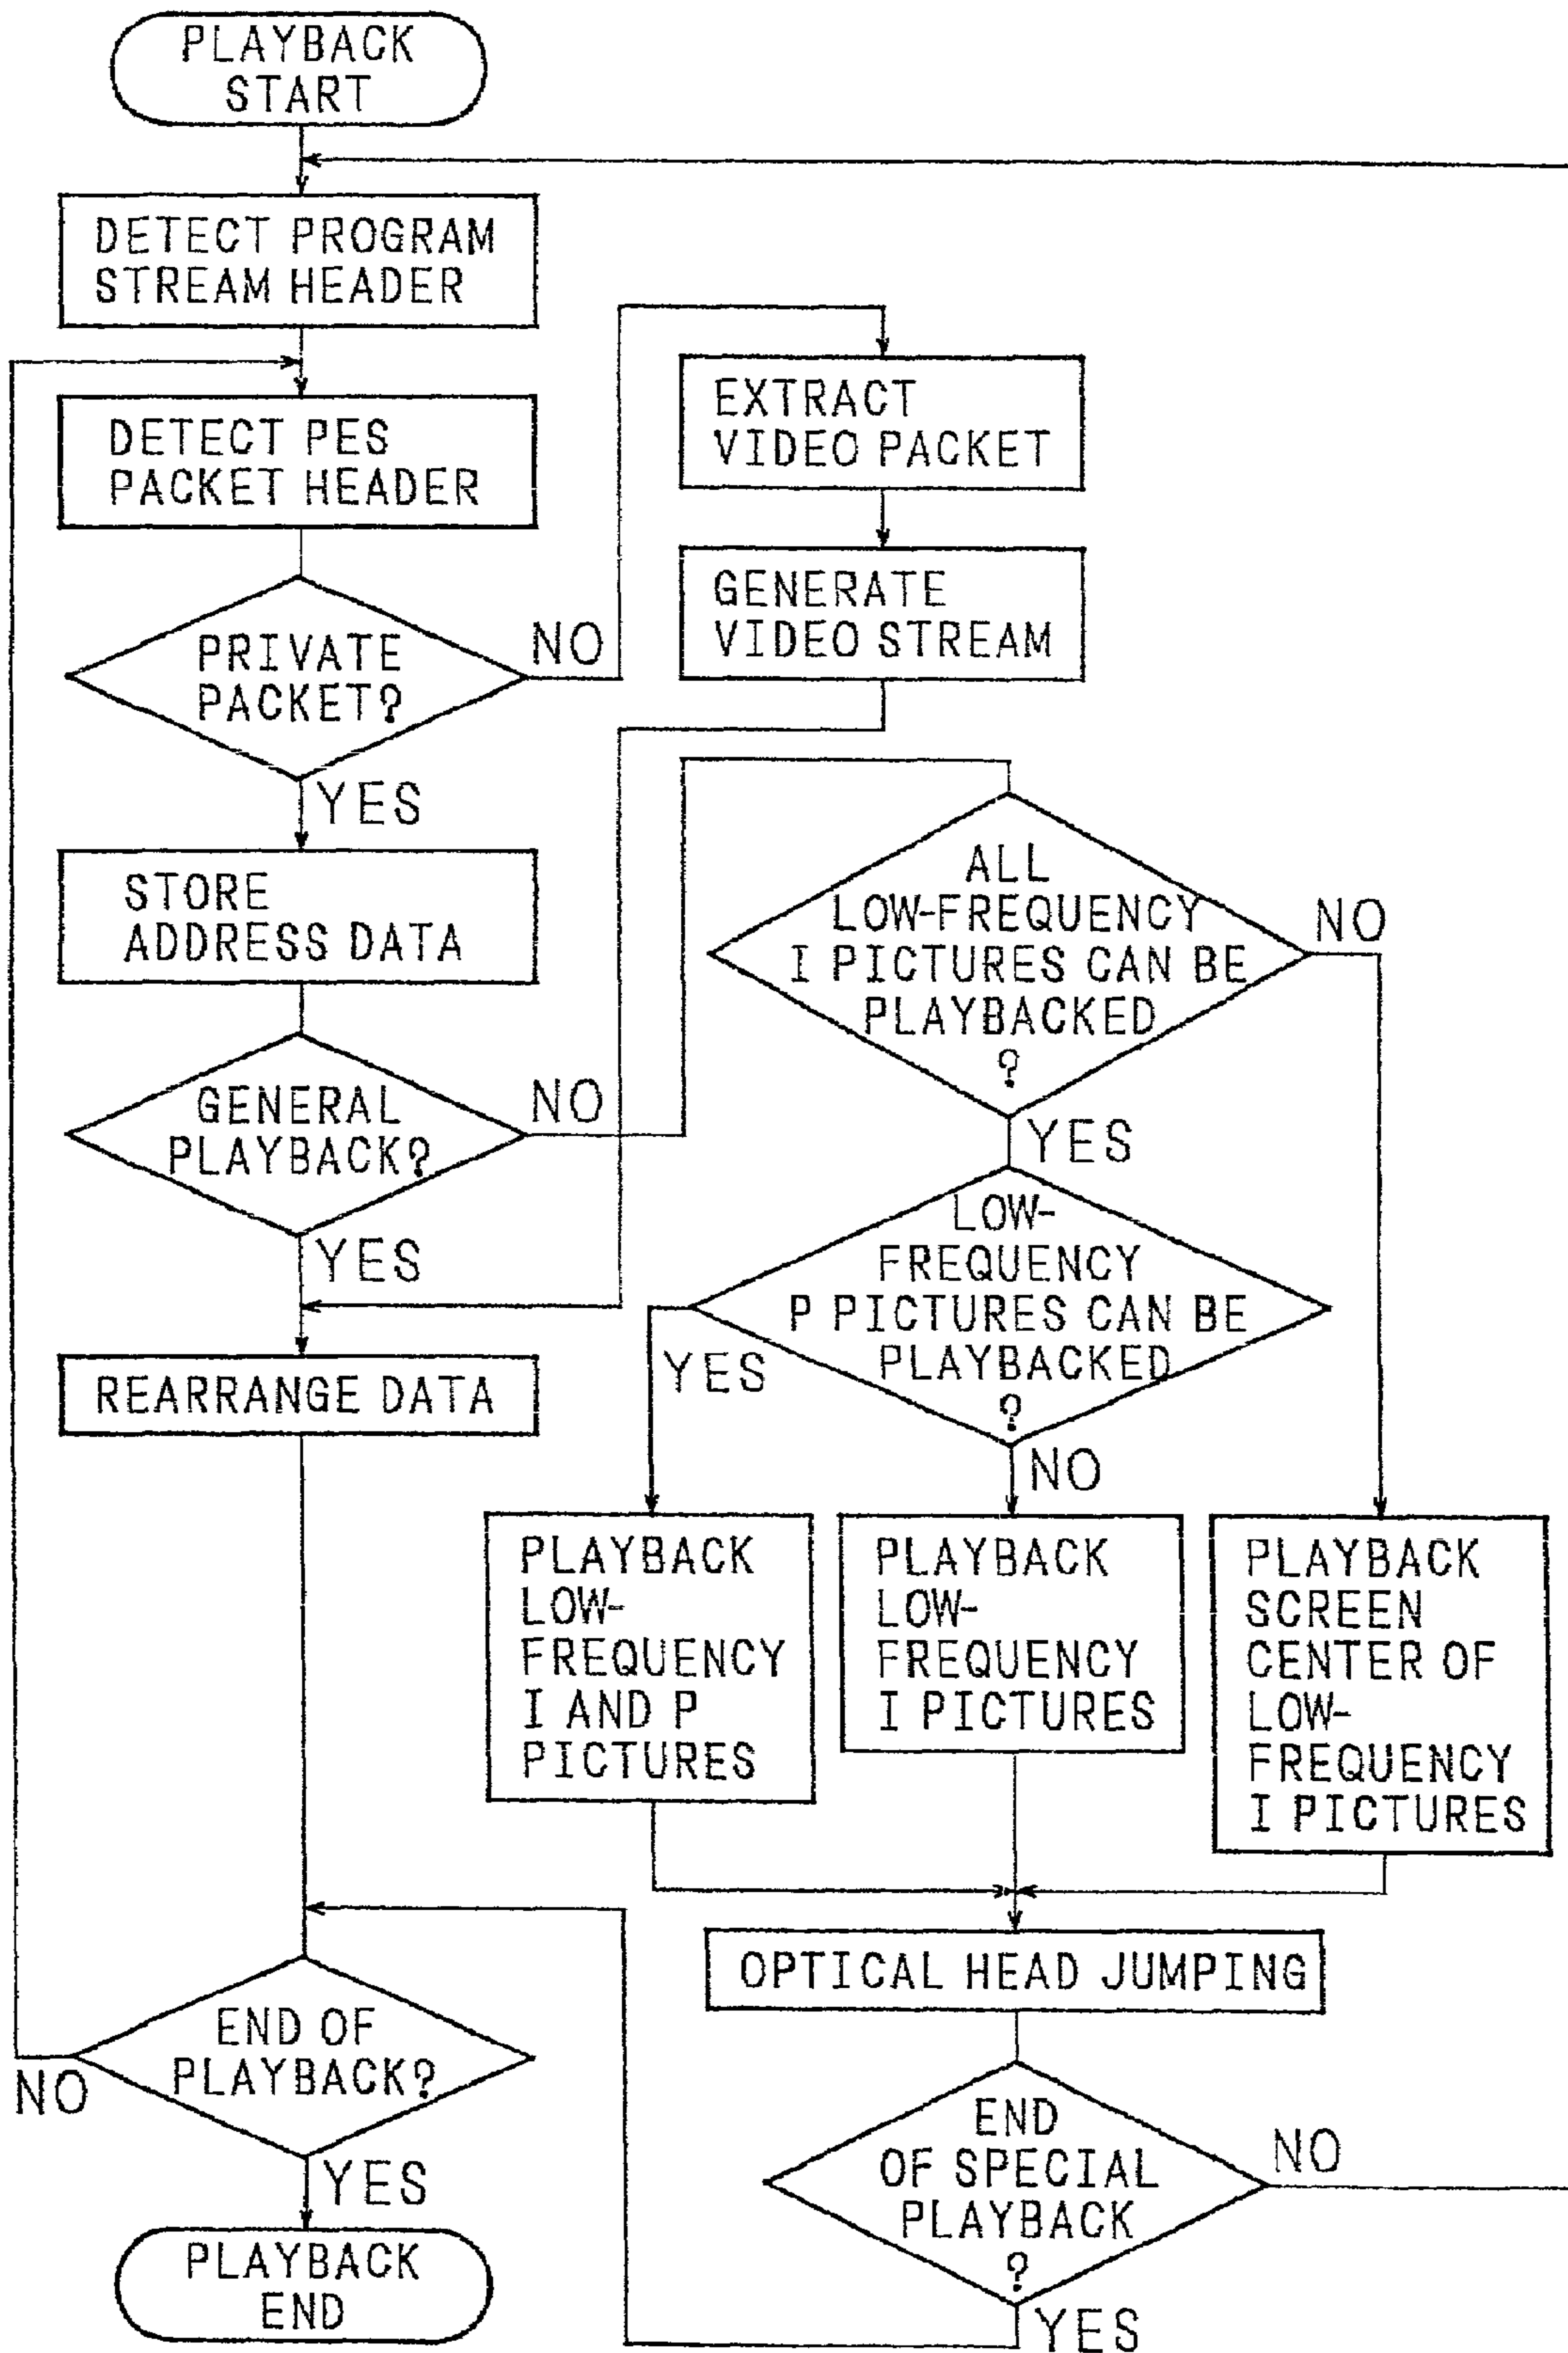 PLAYBACK
START
DETECT PROGRAM
STREAM HEADER
DETECT PES
PACKET HEADER
EXTRACT
VIDEO PACKET
GENERATE
VIDEO STREAM
PRIVATE
PACKET?
NO
YES
STORE
ADDRESS DATA
ALL
LOW-FREQUENCY
I PICTURES CAN BE
PLAYBACKED
?
NO
YES
GENERAL
PLAYBACK?
NO
YES
LOW-
FREQUENCY
P PICTURES CAN BE
PLAYBACKED
?
YES
NO
REARRANGE DATA
PLAYBACK
LOW-
FREQUENCY
I AND P
PICTURES
PLAYBACK
LOW-
FREQUENCY
I PICTURES
PLAYBACK
SCREEN
CENTER OF
LOW-
FREQUENCY
I PICTURES
OPTICAL HEAD JUMPING
END OF
PLAYBACK?
NO
YES
END
OF SPECIAL
PLAYBACK
?
NO
YES
PLAYBACK
END